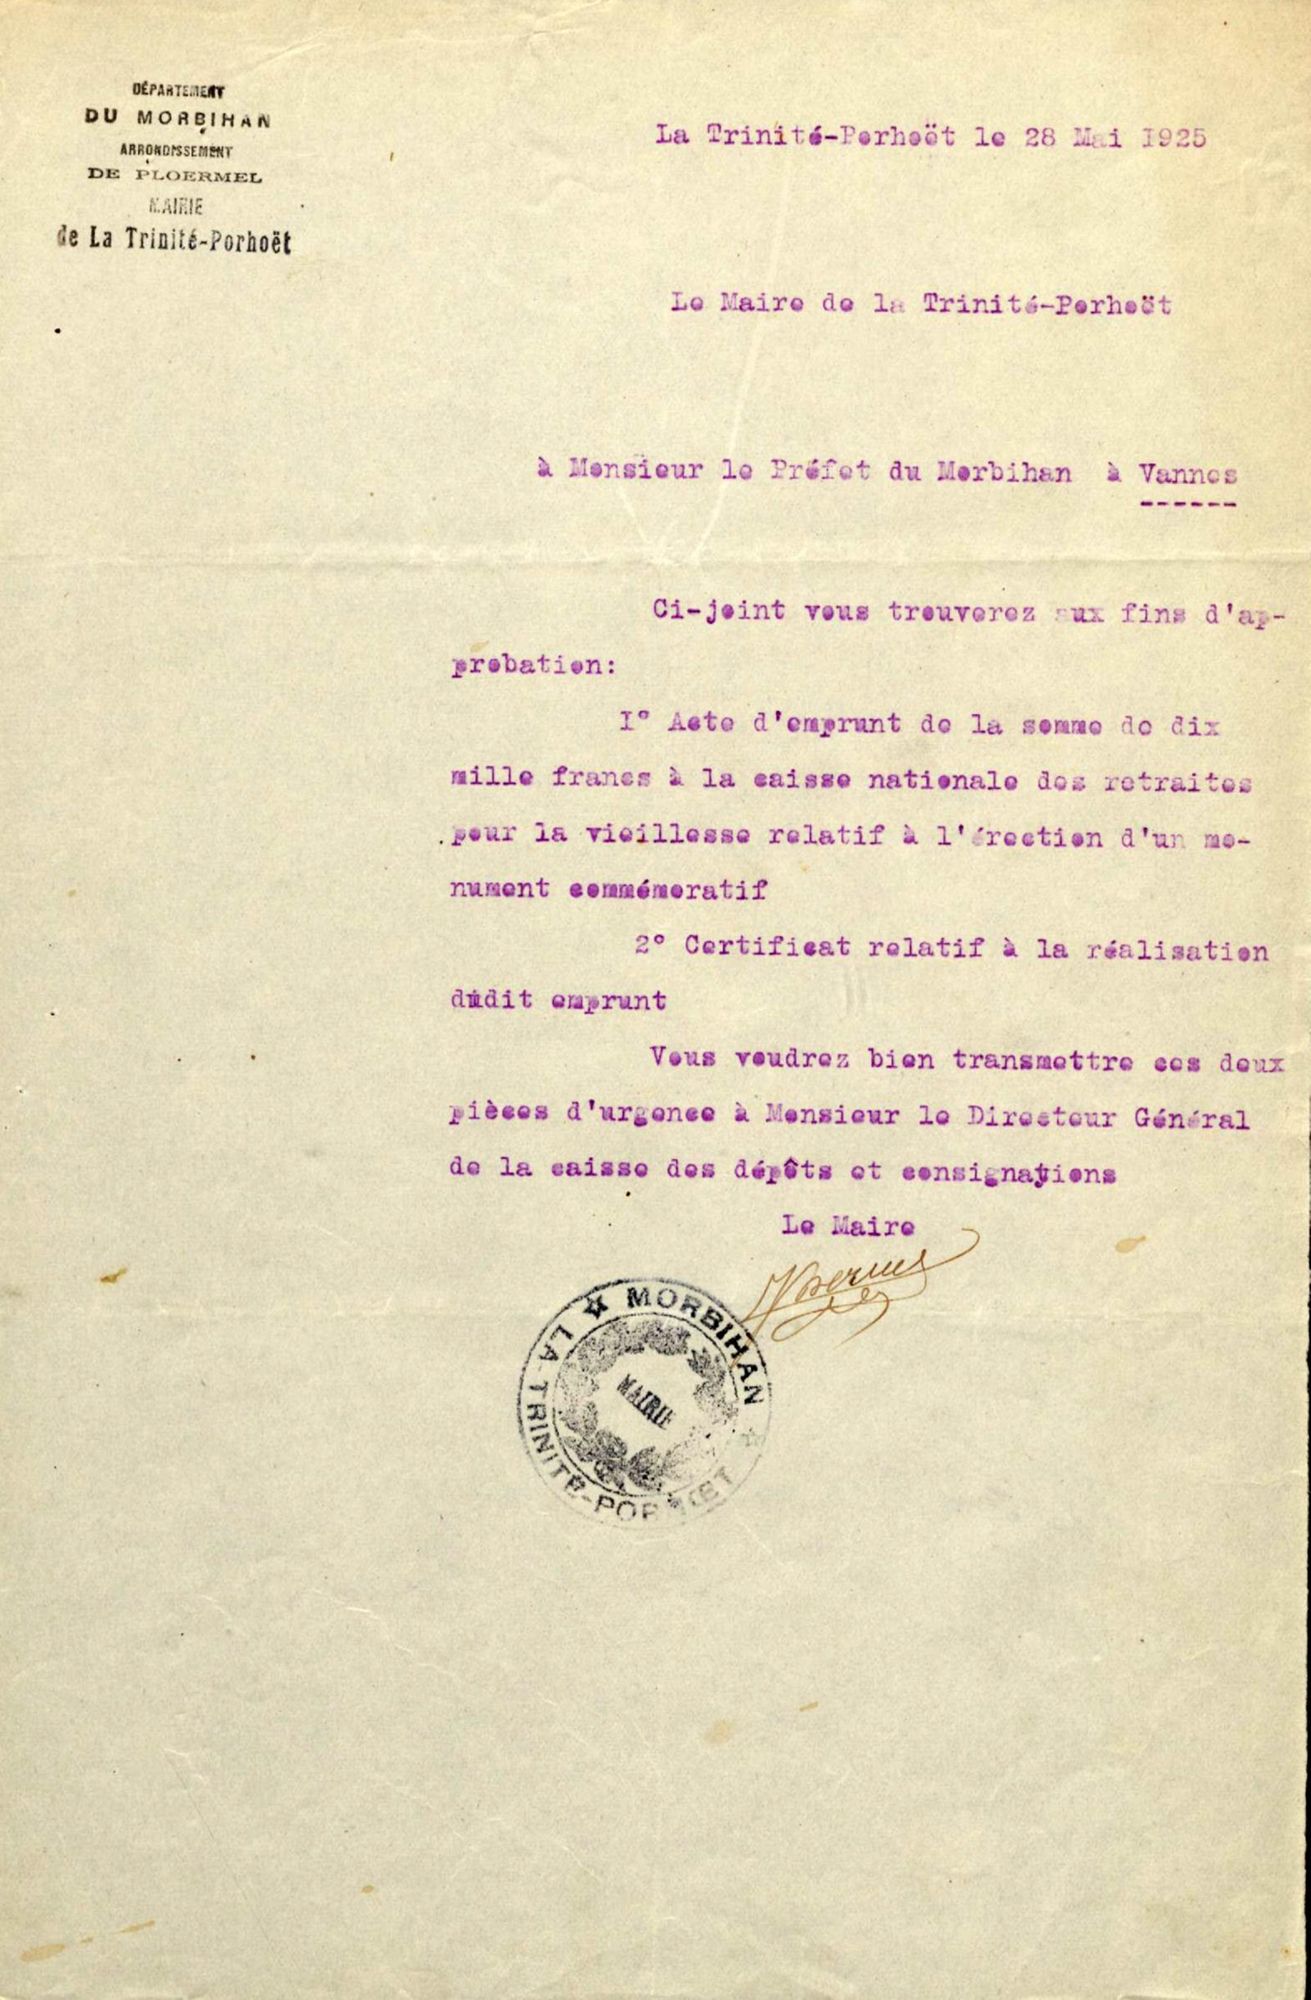 DÉPARTEMENT
DU MORBIHAN
ARRONDISSEMENT
DE PLOERMEL
MAIRIE
de La Trinité-Porhoët
La Trinité-Porhoët le 28 Mai 1925
Le Maire de la Trinité-Porhoët
à Monsieur le Préfet du Morbihan à Vannes
------
Ci-joint vous trouverez aux fins d'ap-
probation:
I° Acte d'emprunt de la somme de dix
mille francs à la caisse nationale des retraites
pour la vieillesse relatif à l'érection d'un mo-
nument commémoratif
2° Certificat relatif à la réalisation
dudit emprunt
Vous voudrez bien transmettre ces deux
pièces d'urgence à Monsieur le Directeur Général
de la caisse des dépôts et consignations
Le Maire
MORBIHAN
MAIRIE
LA TRINITÉ-PORHOET